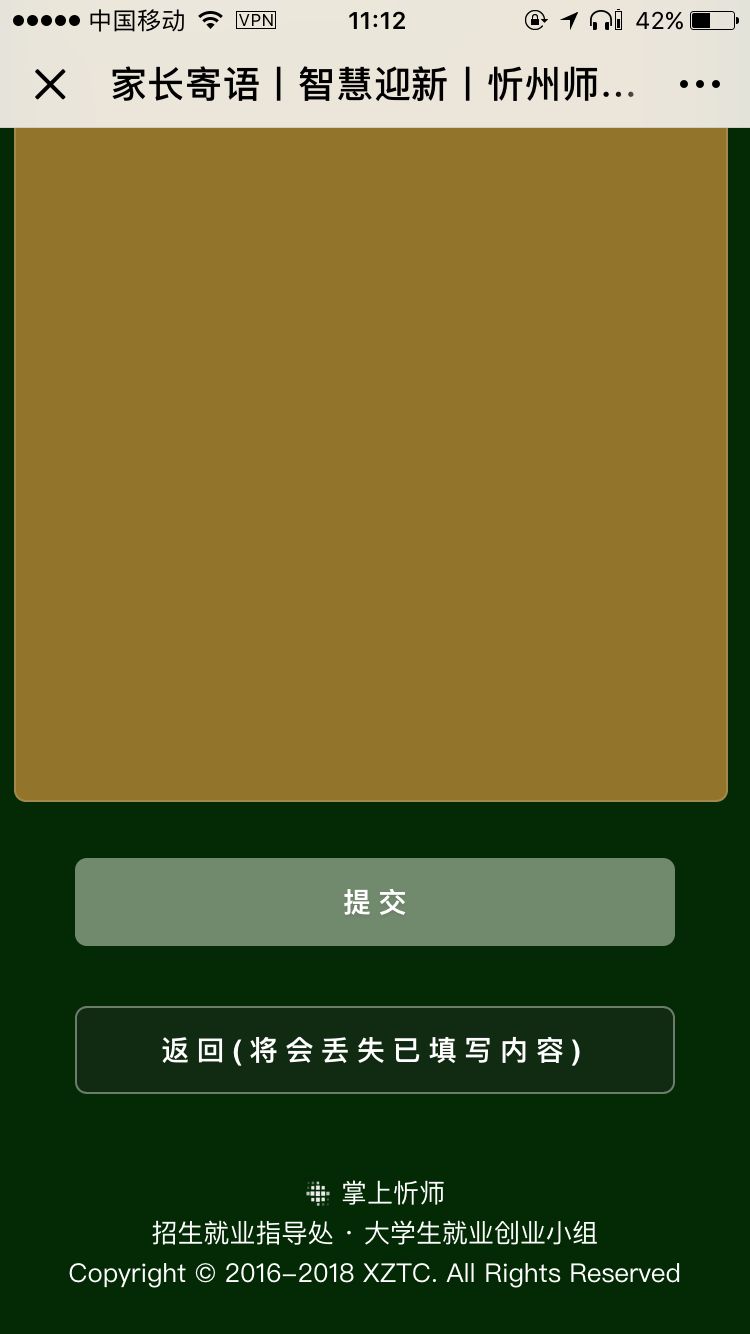 中国移动 VPN 11:12 42%
家长寄语丨智慧迎新丨忻州师...
提交
返回(将会丢失已填写内容)
掌上忻师
招生就业指导处 · 大学生就业创业小组
Copyright © 2016-2018 XZTC. All Rights Reserved